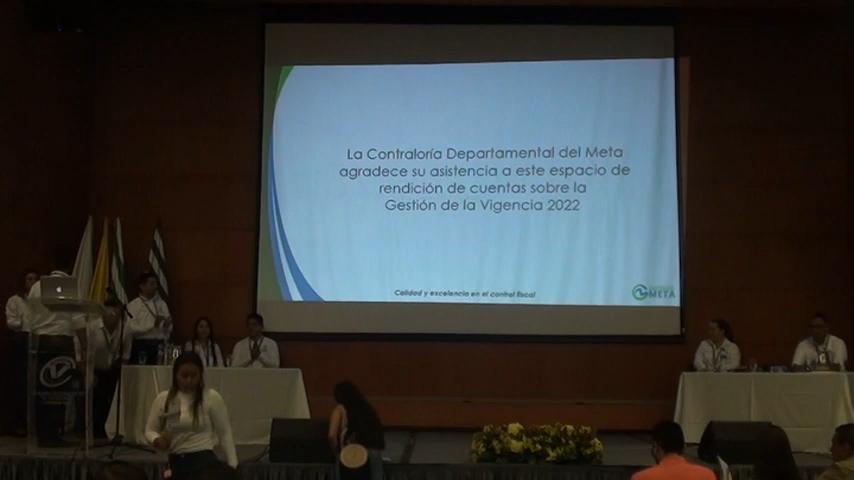 La Contraloría Departamental del Meta
agradece su asistencia a este espacio de
rendición de cuentas sobre la
Gestión de la Vigencia 2022
Calidad y excelencia en el control fiscal
META